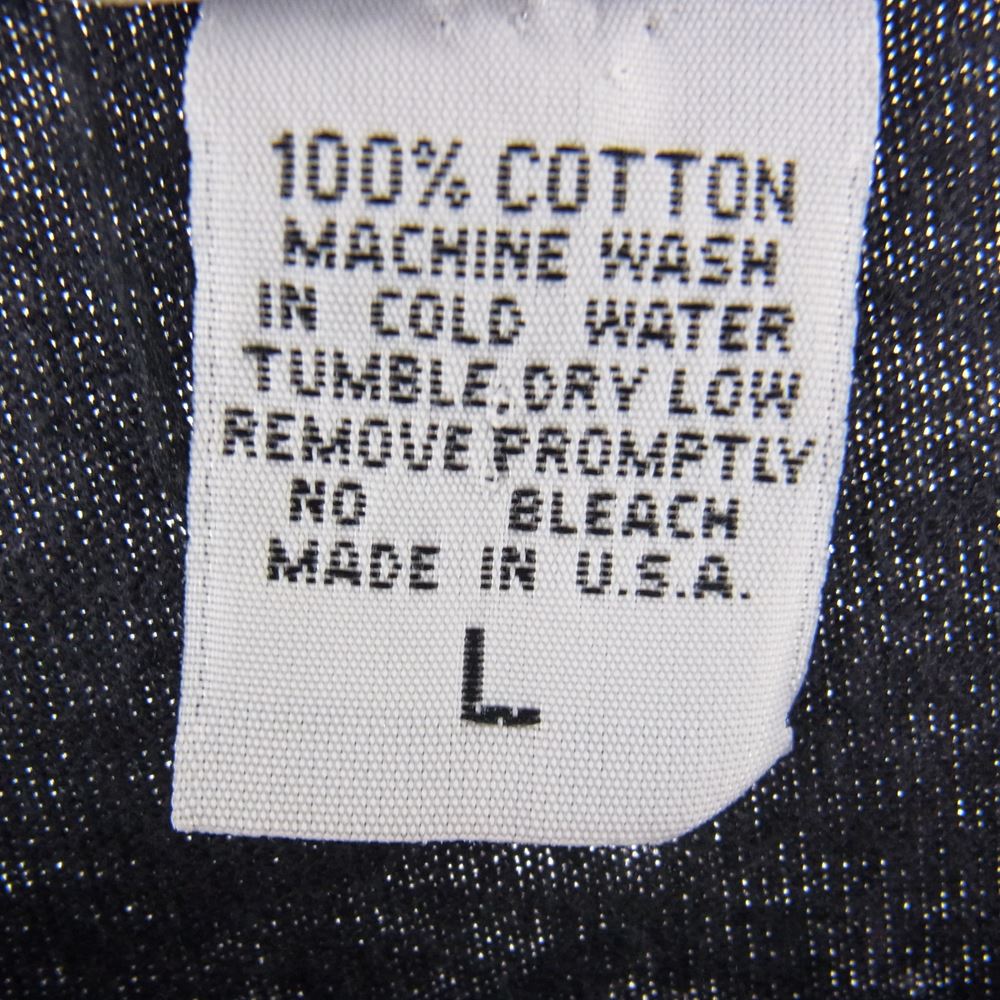 100% COTTON
MACHINE WASH
IN COLD WATER
TUMBLE, DRY LOW
REMOVE PROMPTLY
NO BLEACH
MADE IN U.S.A.
L